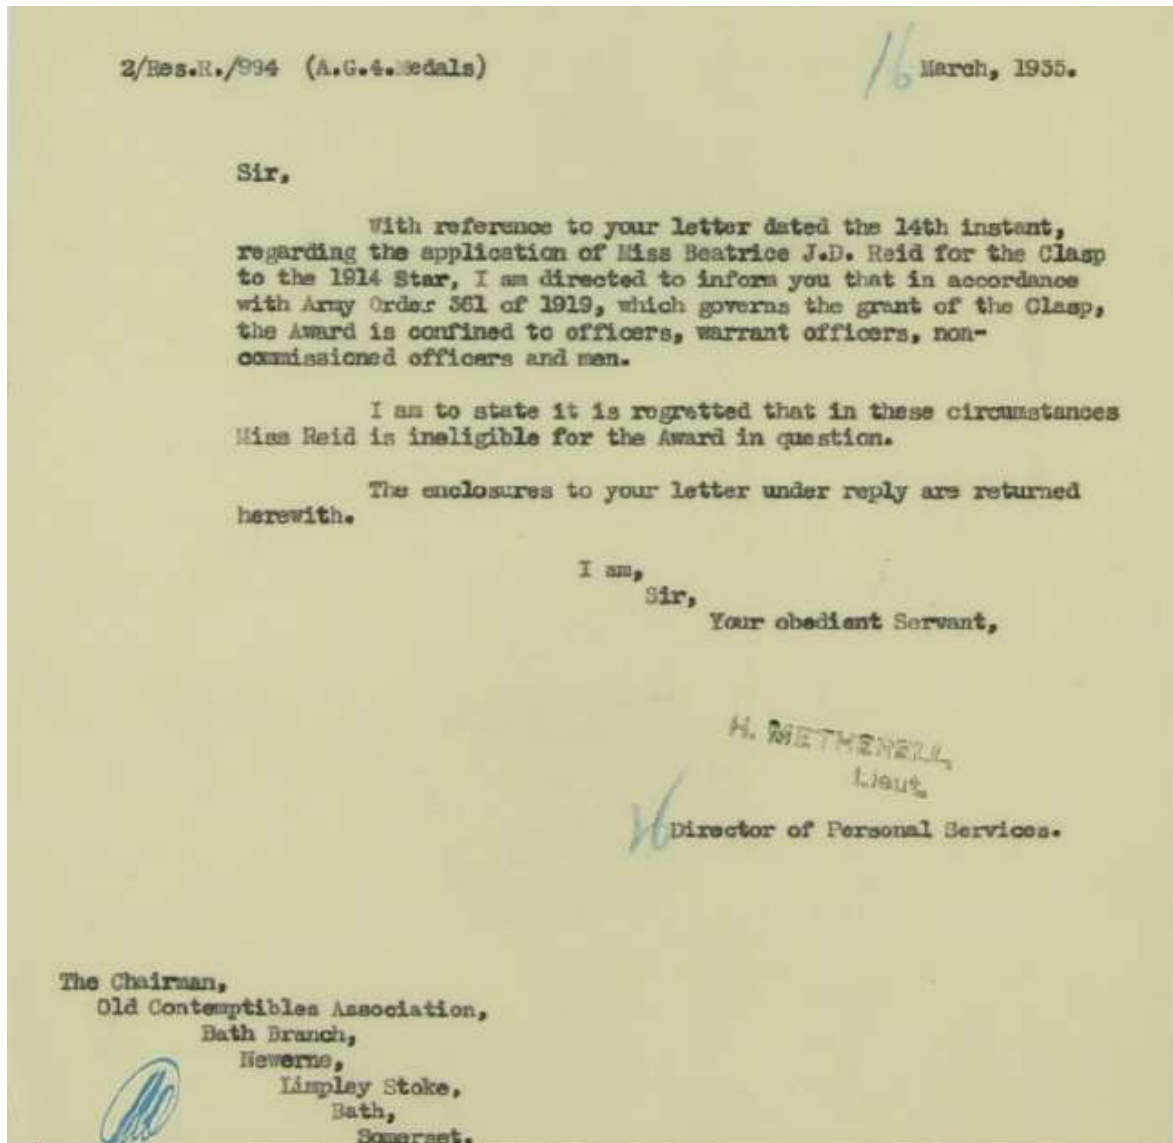 2/Res.R./994 (A.G.4.Medals)
16 March, 1935.
Sir,
With reference to your letter dated the 14th instant,
regarding the application of Miss Beatrice J.D. Reid for the Clasp
to the 1914 Star, I am directed to inform you that in accordance
with Army Order 361 of 1919, which governs the grant of the Clasp,
the Award is confined to officers, warrant officers, non-
commissioned officers and men.
I am to state it is regretted that in these circumstances
Miss Reid is ineligible for the Award in question.
The enclosures to your letter under reply are returned
herewith.
I am,
Sir,
Your obedient Servant,
H. METHERELL,
Lieut.
Director of Personal Services.
The Chairman,
Old Contemptibles Association,
Bath Branch,
Newerne,
Limpley Stoke,
Bath,
Somerset.